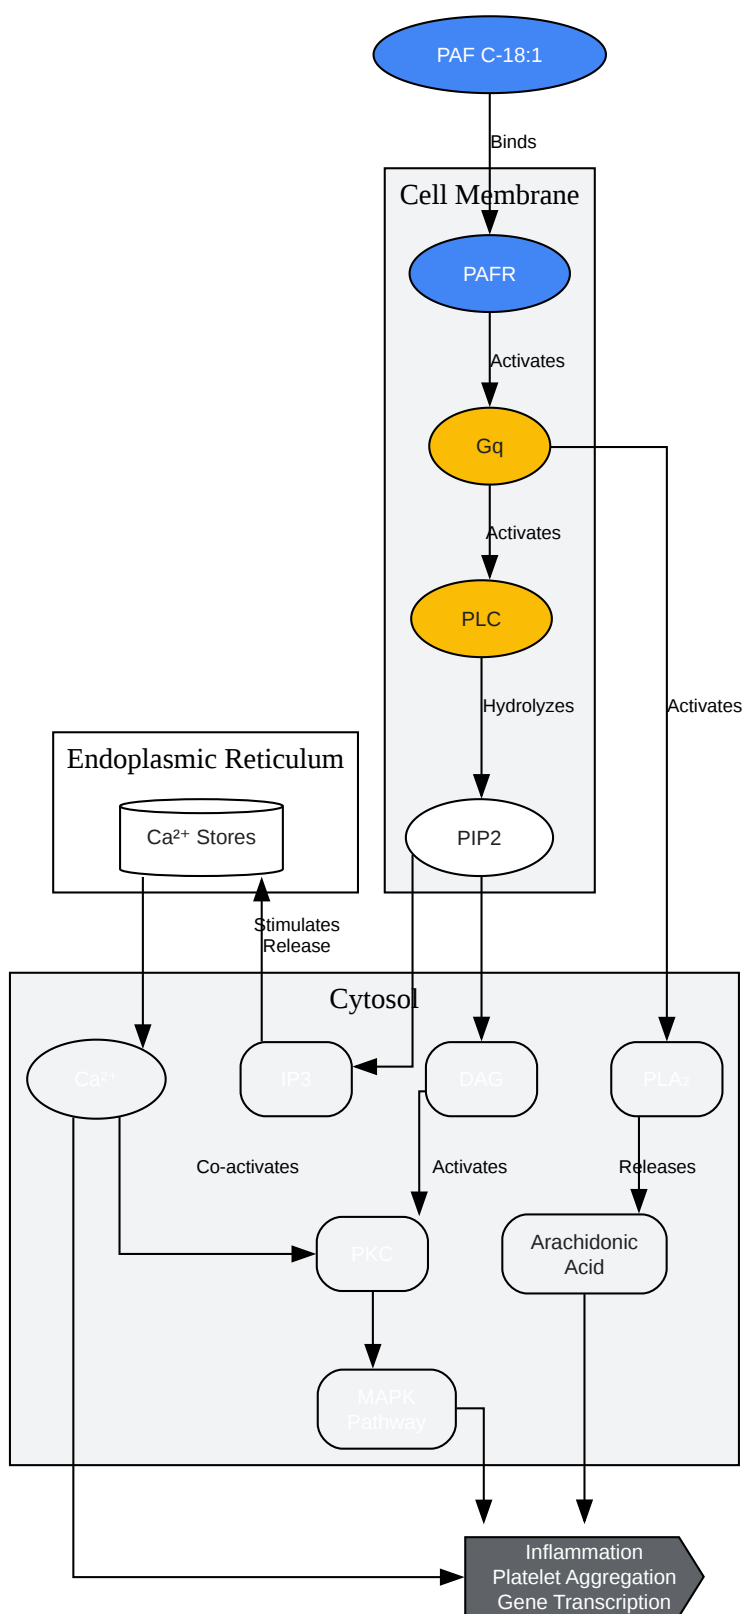 PAF C-18:1
Binds
Cell Membrane
PAFR
Activates
Gq
Activates
PLC
Hydrolyzes
Activates
Endoplasmic Reticulum
Ca²⁺ Stores
PIP2
Stimulates
Release
Cytosol
Ca²⁺
IP3
DAG
PLA₂
Co-activates
Activates
Releases
PKC
Arachidonic
Acid
MAPK
Pathway
Inflammation
Platelet Aggregation
Gene Transcription